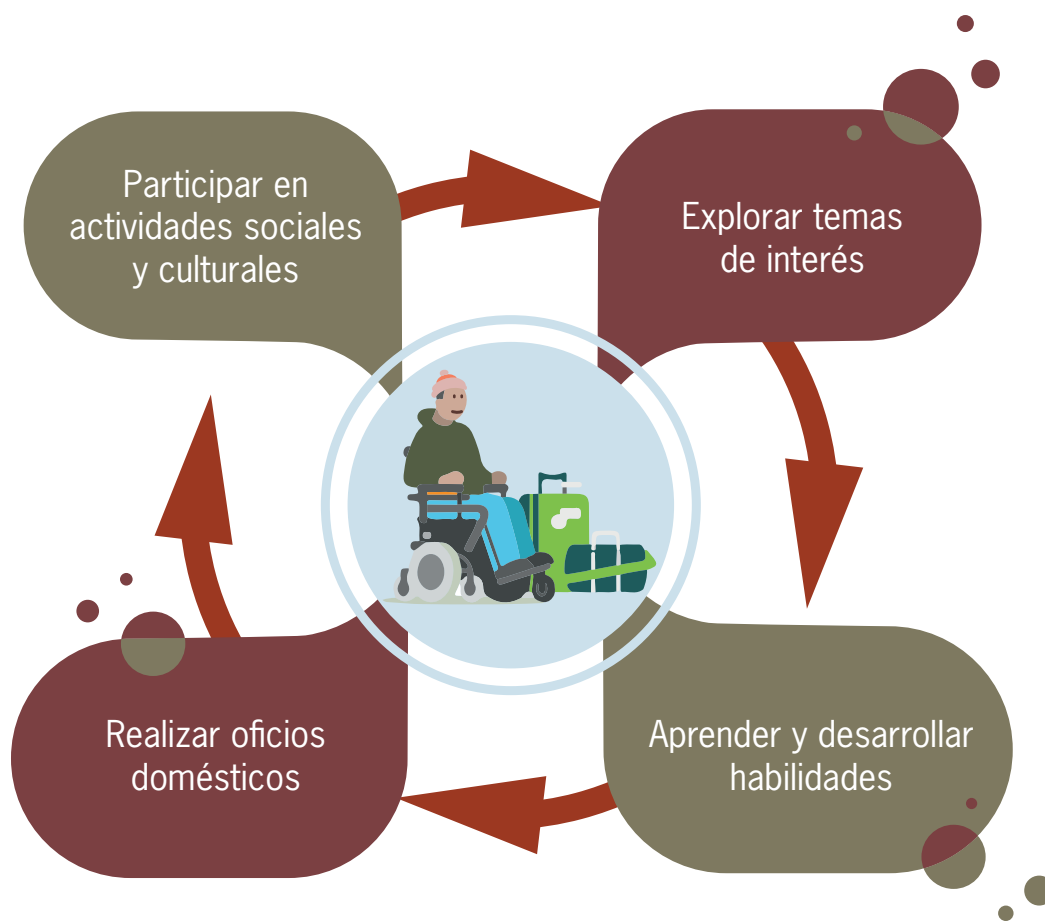 Participar en
actividades sociales
y culturales
Explorar temas
de interés
Aprender y desarrollar
habilidades
Realizar oficios
domésticos